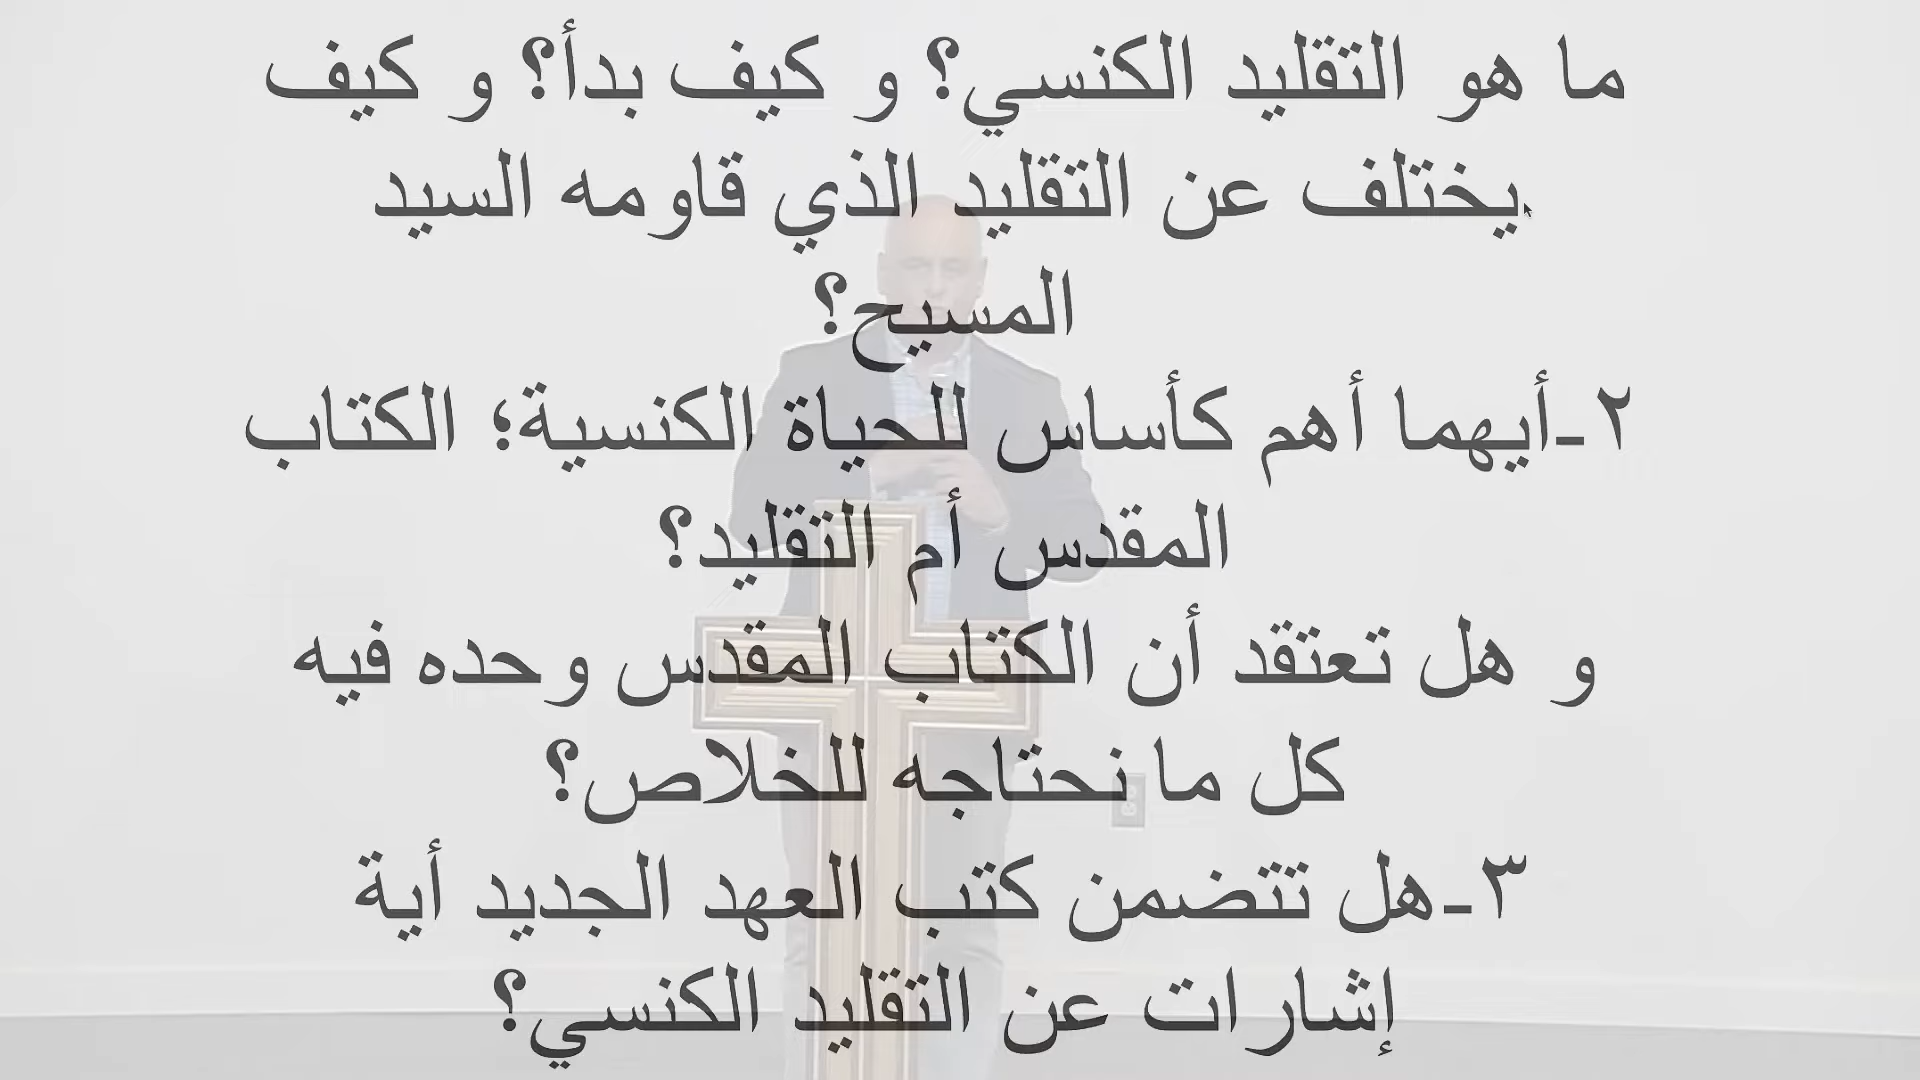 ما هو التقليد الكنسي؟ و كيف بدأ؟ و كيف
يختلف عن التقليد الذي قاومه السيد
المسيح؟
٢-أيهما أهم كأساس للحياة الكنسية؛ الكتاب
المقدس أم التقليد؟
و هل تعتقد أن الكتاب المقدس وحده فيه
كل ما نحتاجه للخلاص؟
٣-هل تتضمن كتب العهد الجديد أية
إشارات عن التقليد الكنسي؟